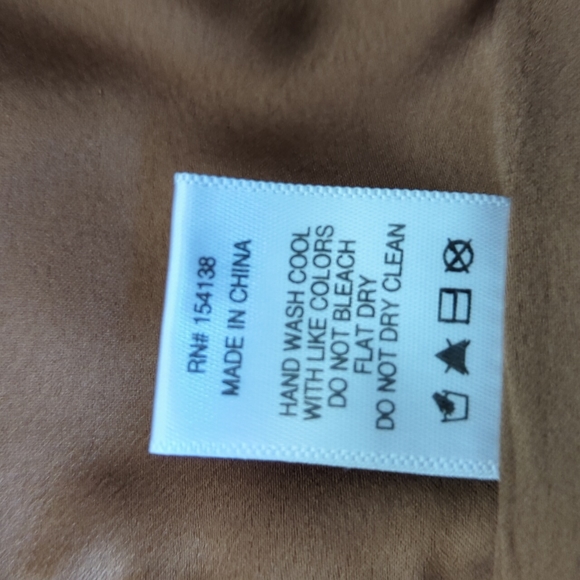 RN# 154138
MADE IN CHINA
HAND WASH COOL
WITH LIKE COLORS
DO NOT BLEACH
FLAT DRY
DO NOT DRY CLEAN